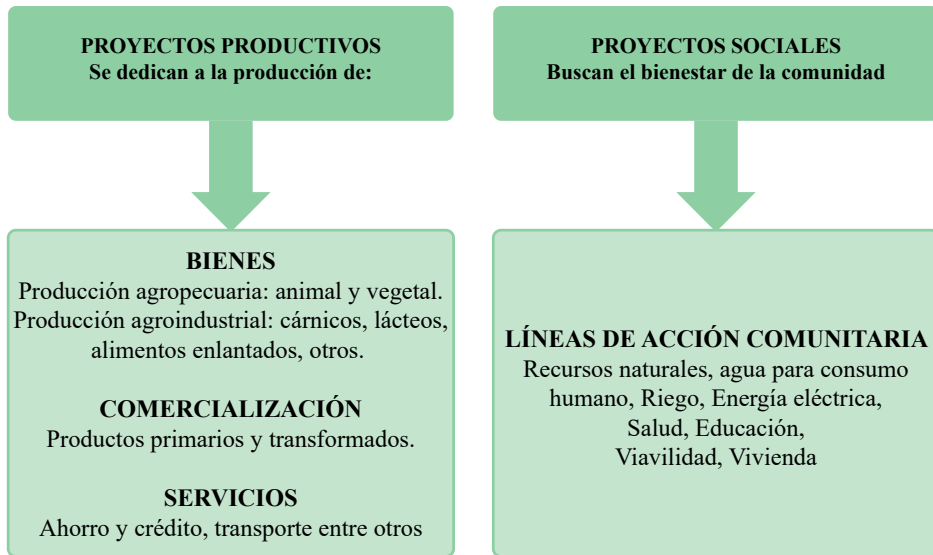 PROYECTOS PRODUCTIVOS
Se dedican a la producción de:
BIENES
Producción agropecuaria: animal y vegetal.
Producción agroindustrial: cárnicos, lácteos,
alimentos enlantados, otros.
COMERCIALIZACIÓN
Productos primarios y transformados.
SERVICIOS
Ahorro y crédito, transporte entre otros
PROYECTOS SOCIALES
Buscan el bienestar de la comunidad
LÍNEAS DE ACCIÓN COMUNITARIA
Recursos naturales, agua para consumo
humano, Riego, Energía eléctrica,
Salud, Educación,
Viavilidad, Vivienda